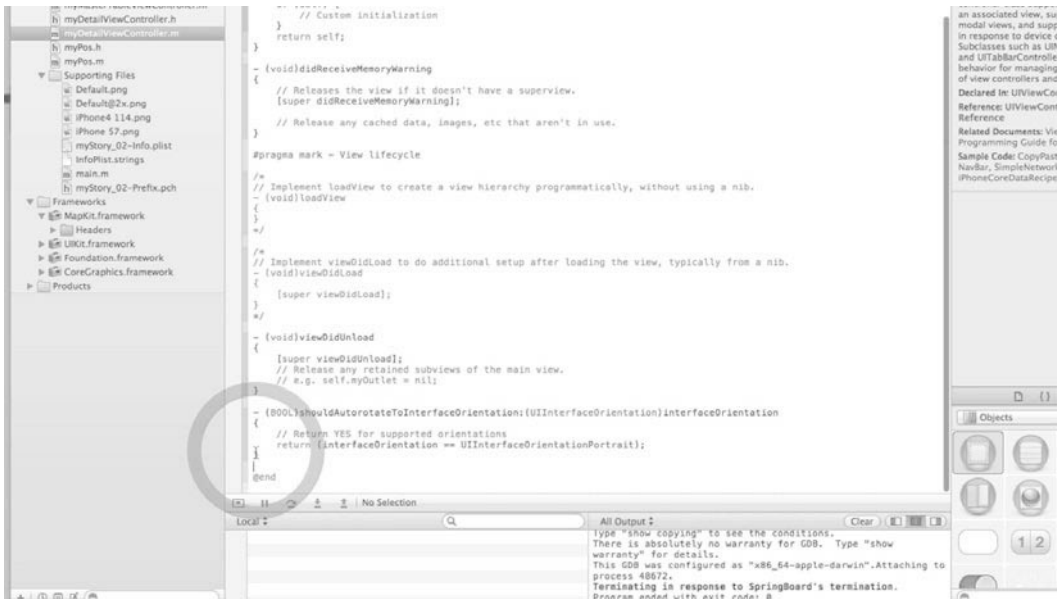 myDetailViewController.h
myDetailViewController.m
myPos.h
myPos.m
Supporting Files
Default.png
Default@2x.png
iPhone4 114.png
iPhone 57.png
myStory_02-Info.plist
InfoPlist.strings
main.m
myStory_02-Prefix.pch
Frameworks
MapKit.framework
Headers
UIKit.framework
Foundation.framework
CoreGraphics.framework
Products
// Custom initialization
}
return self;
}
- (void)didReceiveMemoryWarning
{
// Releases the view if it doesn't have a superview.
[super didReceiveMemoryWarning];
// Release any cached data, images, etc that aren't in use.
}
#pragma mark - View lifecycle
/*
// Implement loadView to create a view hierarchy programmatically, without using a nib.
- (void)loadView
{
}
*/
/*
// Implement viewDidLoad to do additional setup after loading the view, typically from a nib.
- (void)viewDidLoad
{
[super viewDidLoad];
}
*/
- (void)viewDidUnload
{
[super viewDidUnload];
// Release any retained subviews of the main view.
// e.g. self.myOutlet = nil;
}
- (BOOL)shouldAutorotateToInterfaceOrientation:(UIInterfaceOrientation)interfaceOrientation
{
// Return YES for supported orientations
return (interfaceOrientation == UIInterfaceOrientationPortrait);
}
@end
No Selection
Local
All Output
Clear
Type "show copying" to see the conditions.
There is absolutely no warranty for GDB. Type "show
warranty" for details.
This GDB was configured as "x86_64-apple-darwin".Attaching to
process 48672.
Terminating in response to SpringBoard's termination.
Program ended with exit code: 0
an associated view, su
modal views, and supp
in response to device o
Subclasses such as UIN
and UITabBarControlle
behavior for managing
of view controllers and
Declared In: UIViewCo
Reference: UIViewCont
Reference
Related Documents: Vie
Programming Guide fo
Sample Code: CopyPast
NavBar, SimpleNetwork
iPhoneCoreDataRecipe
{}
Objects
1 2